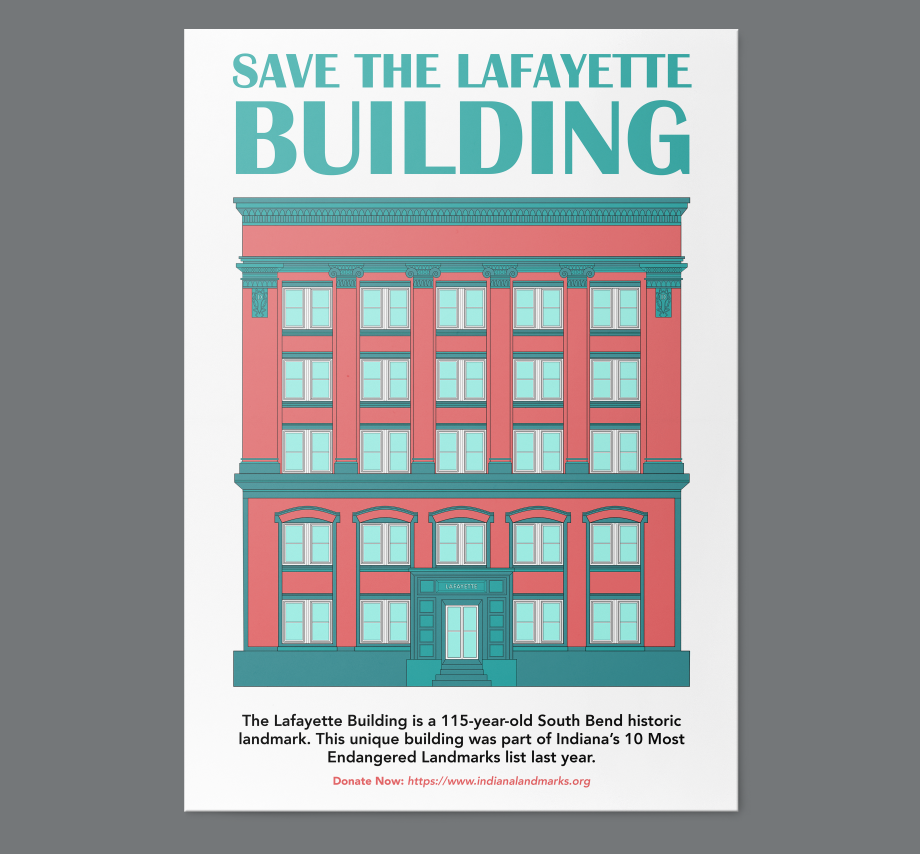 SAVE THE LAFAYETTE
BUILDING
LAFAYETTE
The Lafayette Building is a 115-year-old South Bend historic
landmark. This unique building was part of Indiana’s 10 Most
Endangered Landmarks list last year.
Donate Now: https://www.indianalandmarks.org